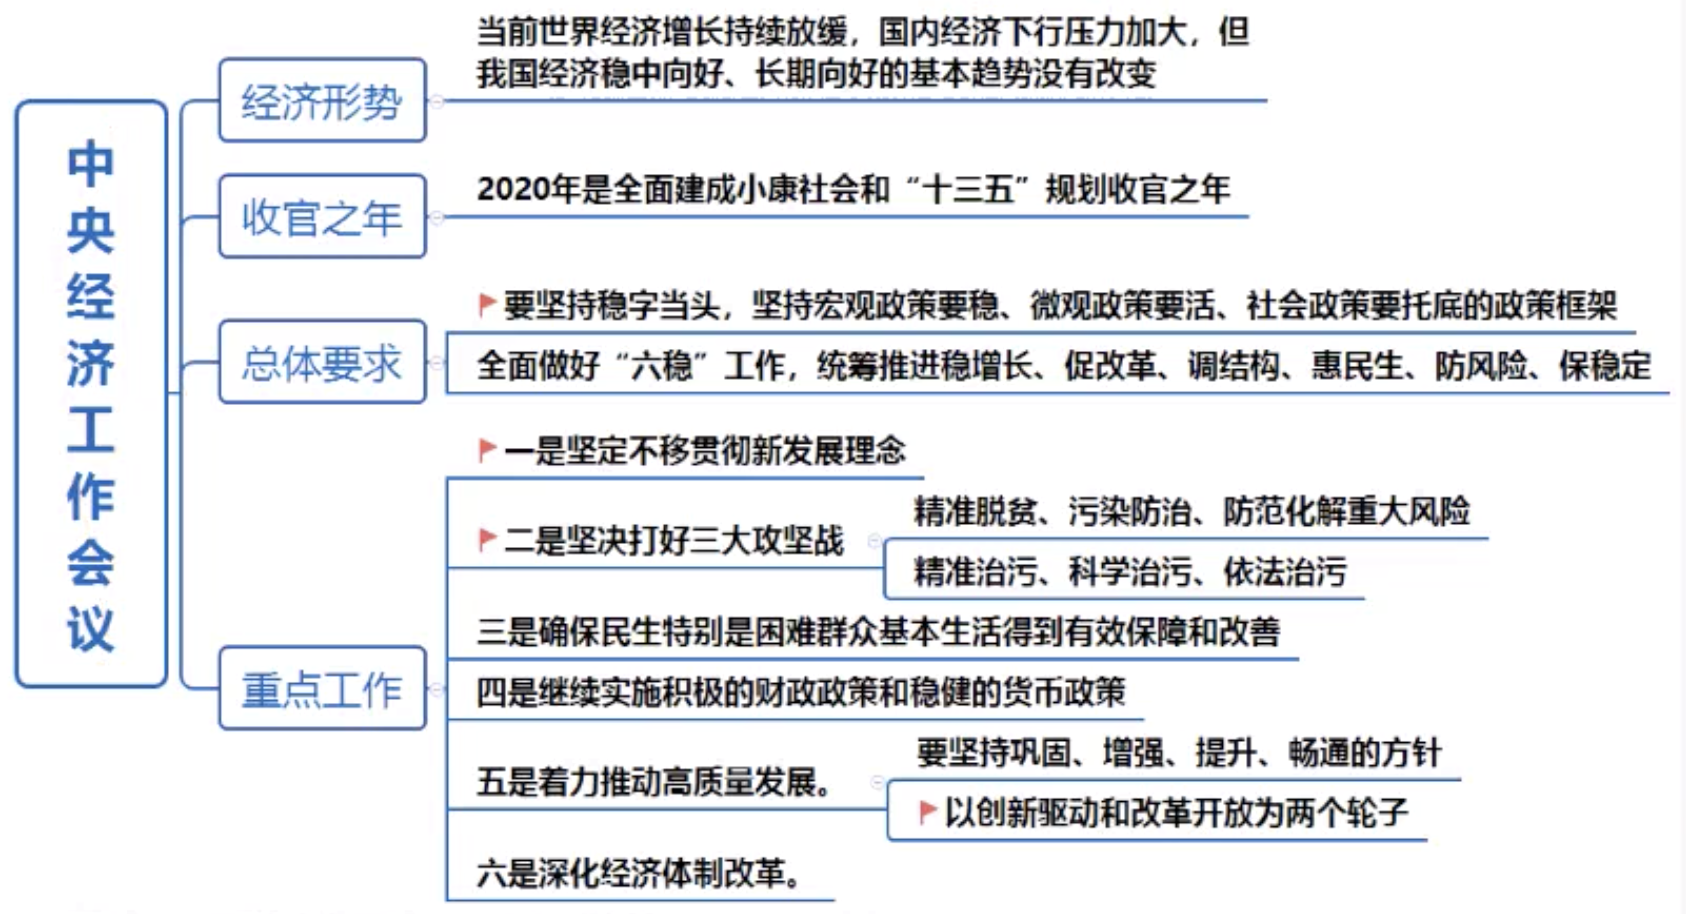 中央经济工作会议
经济形势
当前世界经济增长持续放缓，国内经济下行压力加大，但
我国经济稳中向好、长期向好的基本趋势没有改变
收官之年
2020年是全面建成小康社会和“十三五”规划收官之年
总体要求
要坚持稳字当头，坚持宏观政策要稳、微观政策要活、社会政策要托底的政策框架
全面做好“六稳”工作，统筹推进稳增长、促改革、调结构、惠民生、防风险、保稳定
重点工作
一是坚定不移贯彻新发展理念
二是坚决打好三大攻坚战
精准脱贫、污染防治、防范化解重大风险
精准治污、科学治污、依法治污
三是确保民生特别是困难群众基本生活得到有效保障和改善
四是继续实施积极的财政政策和稳健的货币政策
五是着力推动高质量发展。
要坚持巩固、增强、提升、畅通的方针
以创新驱动和改革开放为两个轮子
六是深化经济体制改革。